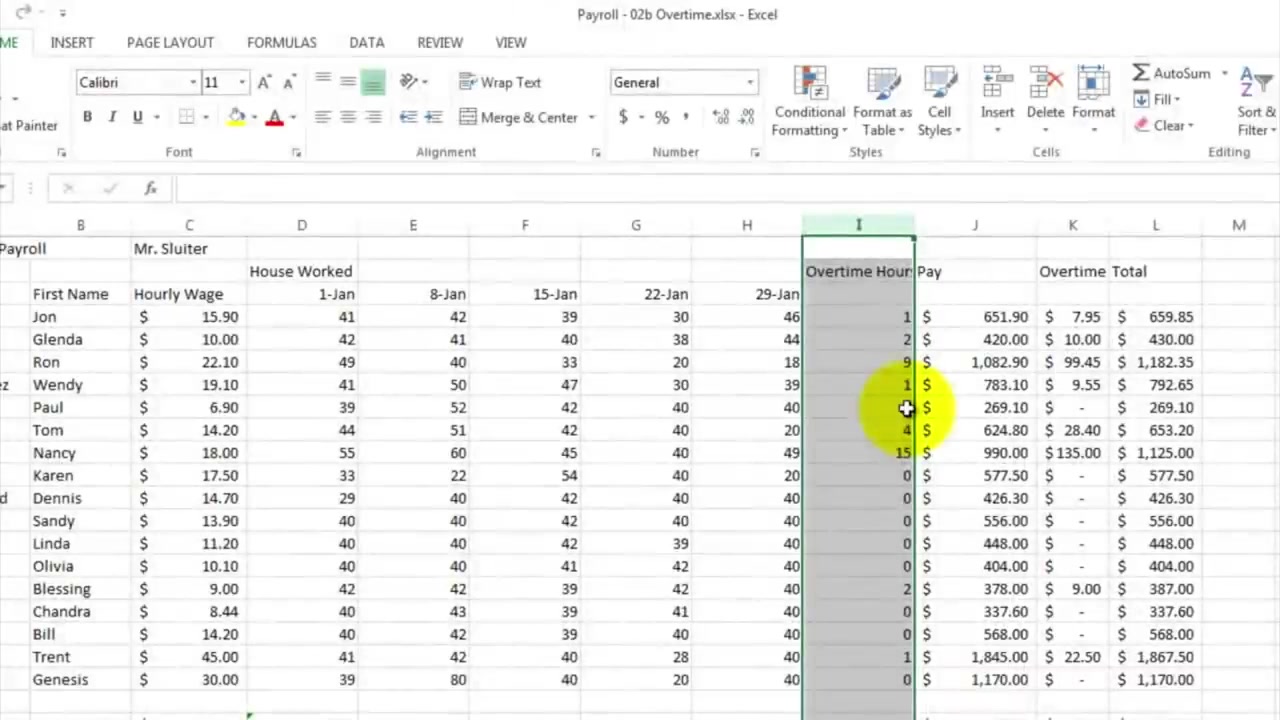 Payroll - 02b Overtime.xlsx - Excel
ME INSERT PAGE LAYOUT FORMULAS DATA REVIEW VIEW
Calibri 11 A A Wrap Text General Σ AutoSum
B I U Merge & Center $ % , Conditional Formatting Format as Table Cell Styles Insert Delete Format Fill Sort & Filter
at Painter Clear
Font Alignment Number Styles Cells Editing
fx
B C D E F G H I J K L M
Payroll Mr. Sluiter
House Worked Overtime Hour Pay Overtime Total
First Name Hourly Wage 1-Jan 8-Jan 15-Jan 22-Jan 29-Jan
Jon $ 15.90 41 42 39 30 46 1 $ 651.90 $ 7.95 $ 659.85
Glenda $ 10.00 42 41 40 38 44 2 $ 420.00 $ 10.00 $ 430.00
Ron $ 22.10 49 40 33 20 18 9 $ 1,082.90 $ 99.45 $ 1,182.35
ez Wendy $ 19.10 41 50 47 30 39 1 $ 783.10 $ 9.55 $ 792.65
Paul $ 6.90 39 52 42 40 40 $ 269.10 $ - $ 269.10
Tom $ 14.20 44 51 42 40 20 4 $ 624.80 $ 28.40 $ 653.20
Nancy $ 18.00 55 60 45 40 49 15 $ 990.00 $ 135.00 $ 1,125.00
Karen $ 17.50 33 22 54 40 20 0 $ 577.50 $ - $ 577.50
d Dennis $ 14.70 29 40 42 40 40 0 $ 426.30 $ - $ 426.30
Sandy $ 13.90 40 40 42 40 40 0 $ 556.00 $ - $ 556.00
Linda $ 11.20 40 40 42 39 40 0 $ 448.00 $ - $ 448.00
Olivia $ 10.10 40 40 41 42 40 0 $ 404.00 $ - $ 404.00
Blessing $ 9.00 42 42 39 40 40 2 $ 378.00 $ 9.00 $ 387.00
Chandra $ 8.44 40 43 39 41 40 0 $ 337.60 $ - $ 337.60
Bill $ 14.20 40 42 39 40 40 0 $ 568.00 $ - $ 568.00
Trent $ 45.00 41 42 40 28 40 1 $ 1,845.00 $ 22.50 $ 1,867.50
Genesis $ 30.00 39 80 40 20 40 0 $ 1,170.00 $ - $ 1,170.00